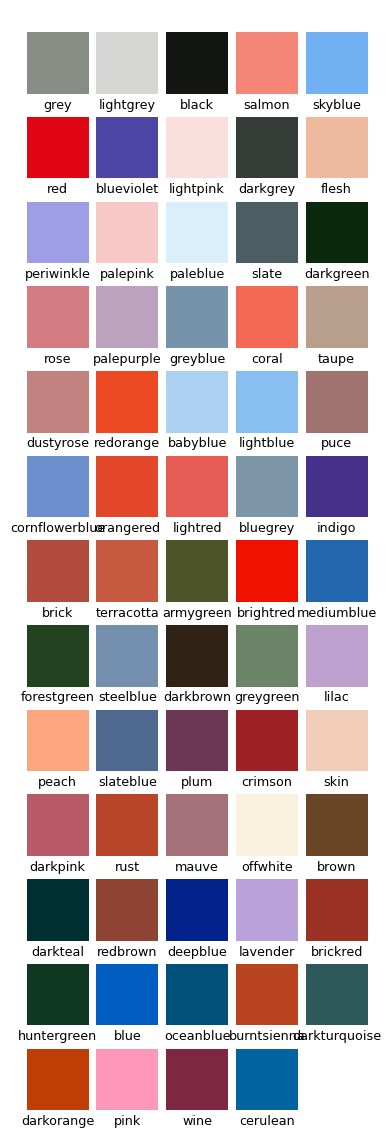 grey lightgrey black salmon skyblue
red blueviolet lightpink darkgrey flesh
periwinkle palepink paleblue slate darkgreen
rose palepurple greyblue coral taupe
dustyrose redorange babyblue lightblue puce
cornflowerblue orangered lightred bluegrey indigo
brick terracotta armygreen brightred mediumblue
forestgreen steelblue darkbrown greygreen lilac
peach slateblue plum crimson skin
darkpink rust mauve offwhite brown
darkteal redbrown deepblue lavender brickred
huntergreen blue oceanblue burntsienna darkturquoise
darkorange pink wine cerulean